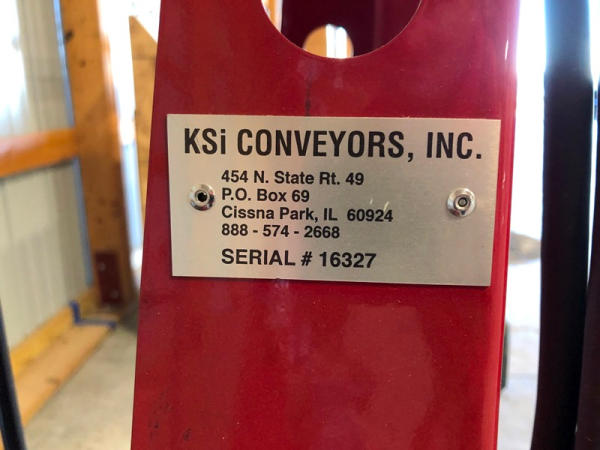 KSi CONVEYORS, INC.
454 N. State Rt. 49
P.O. Box 69
Cissna Park, IL 60924
888 - 574 - 2668
SERIAL # 16327